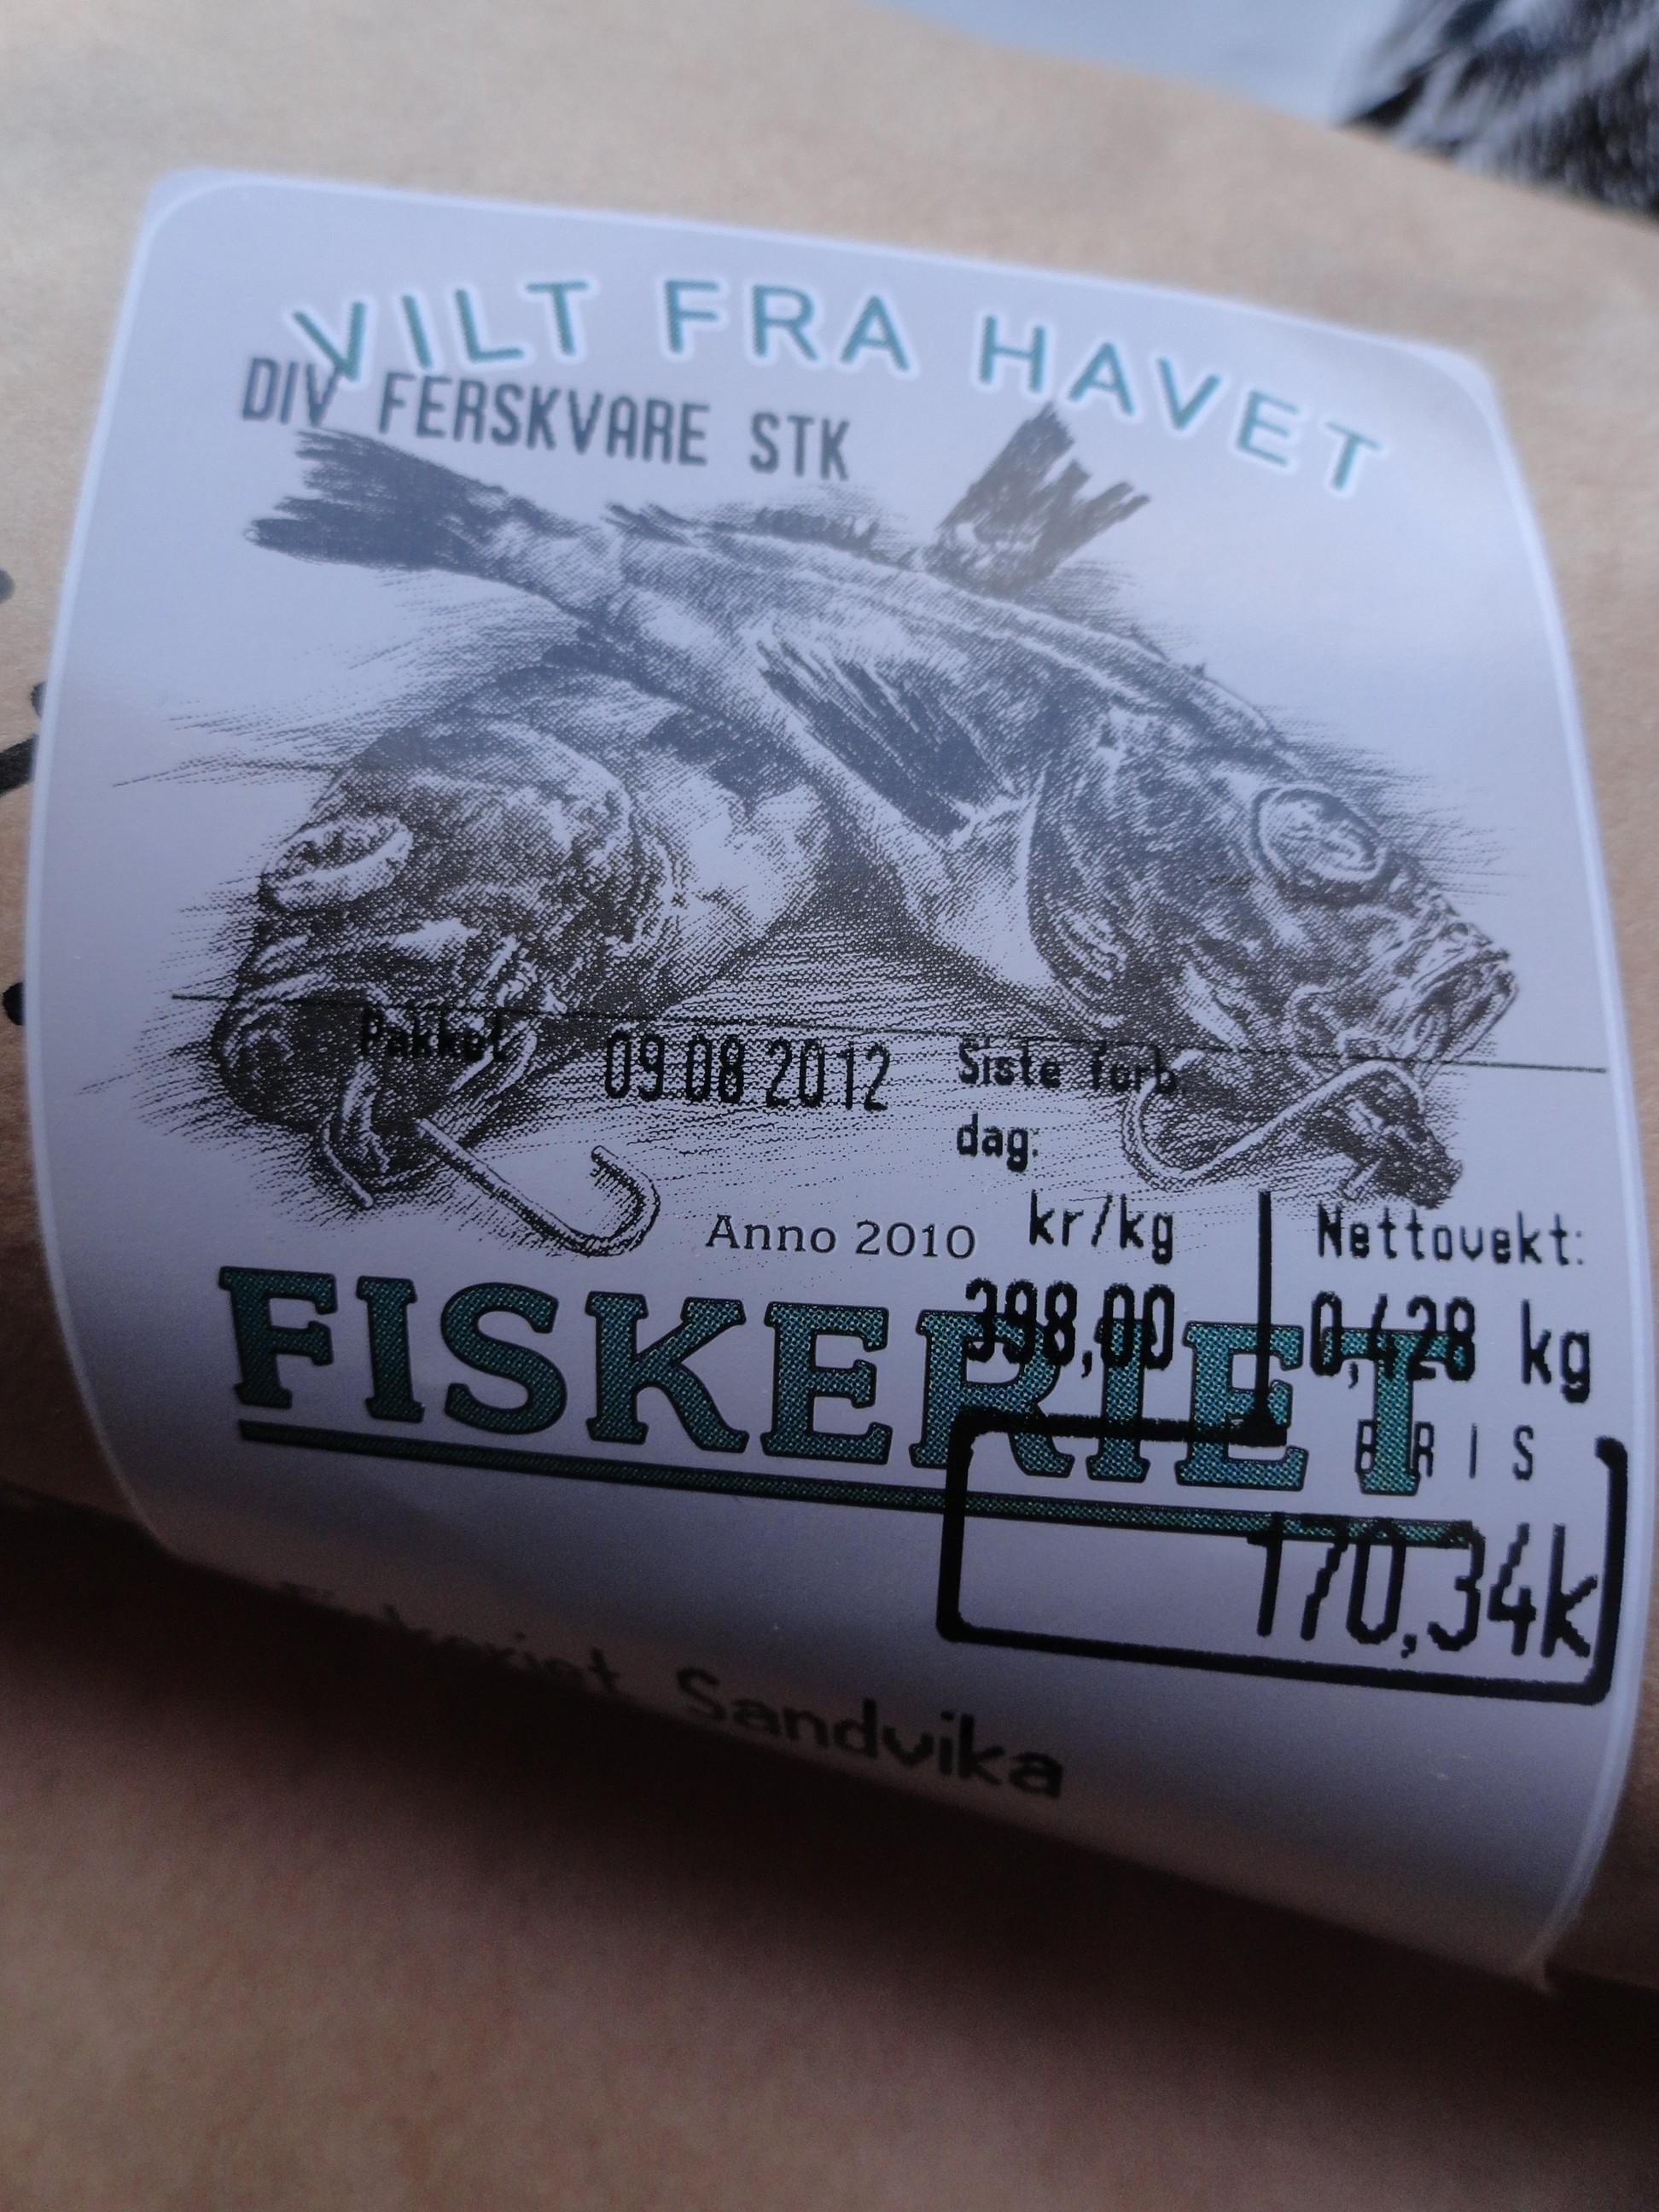 VILT FRA HAVET
DIV FERSKVARE STK
Pakket 09.08.2012 Siste forb
dag:
Anno 2010 kr/kg Nettovekt:
398,00 0,428 kg
FISKERIET
170,34k
Fiskeriet Sandvika